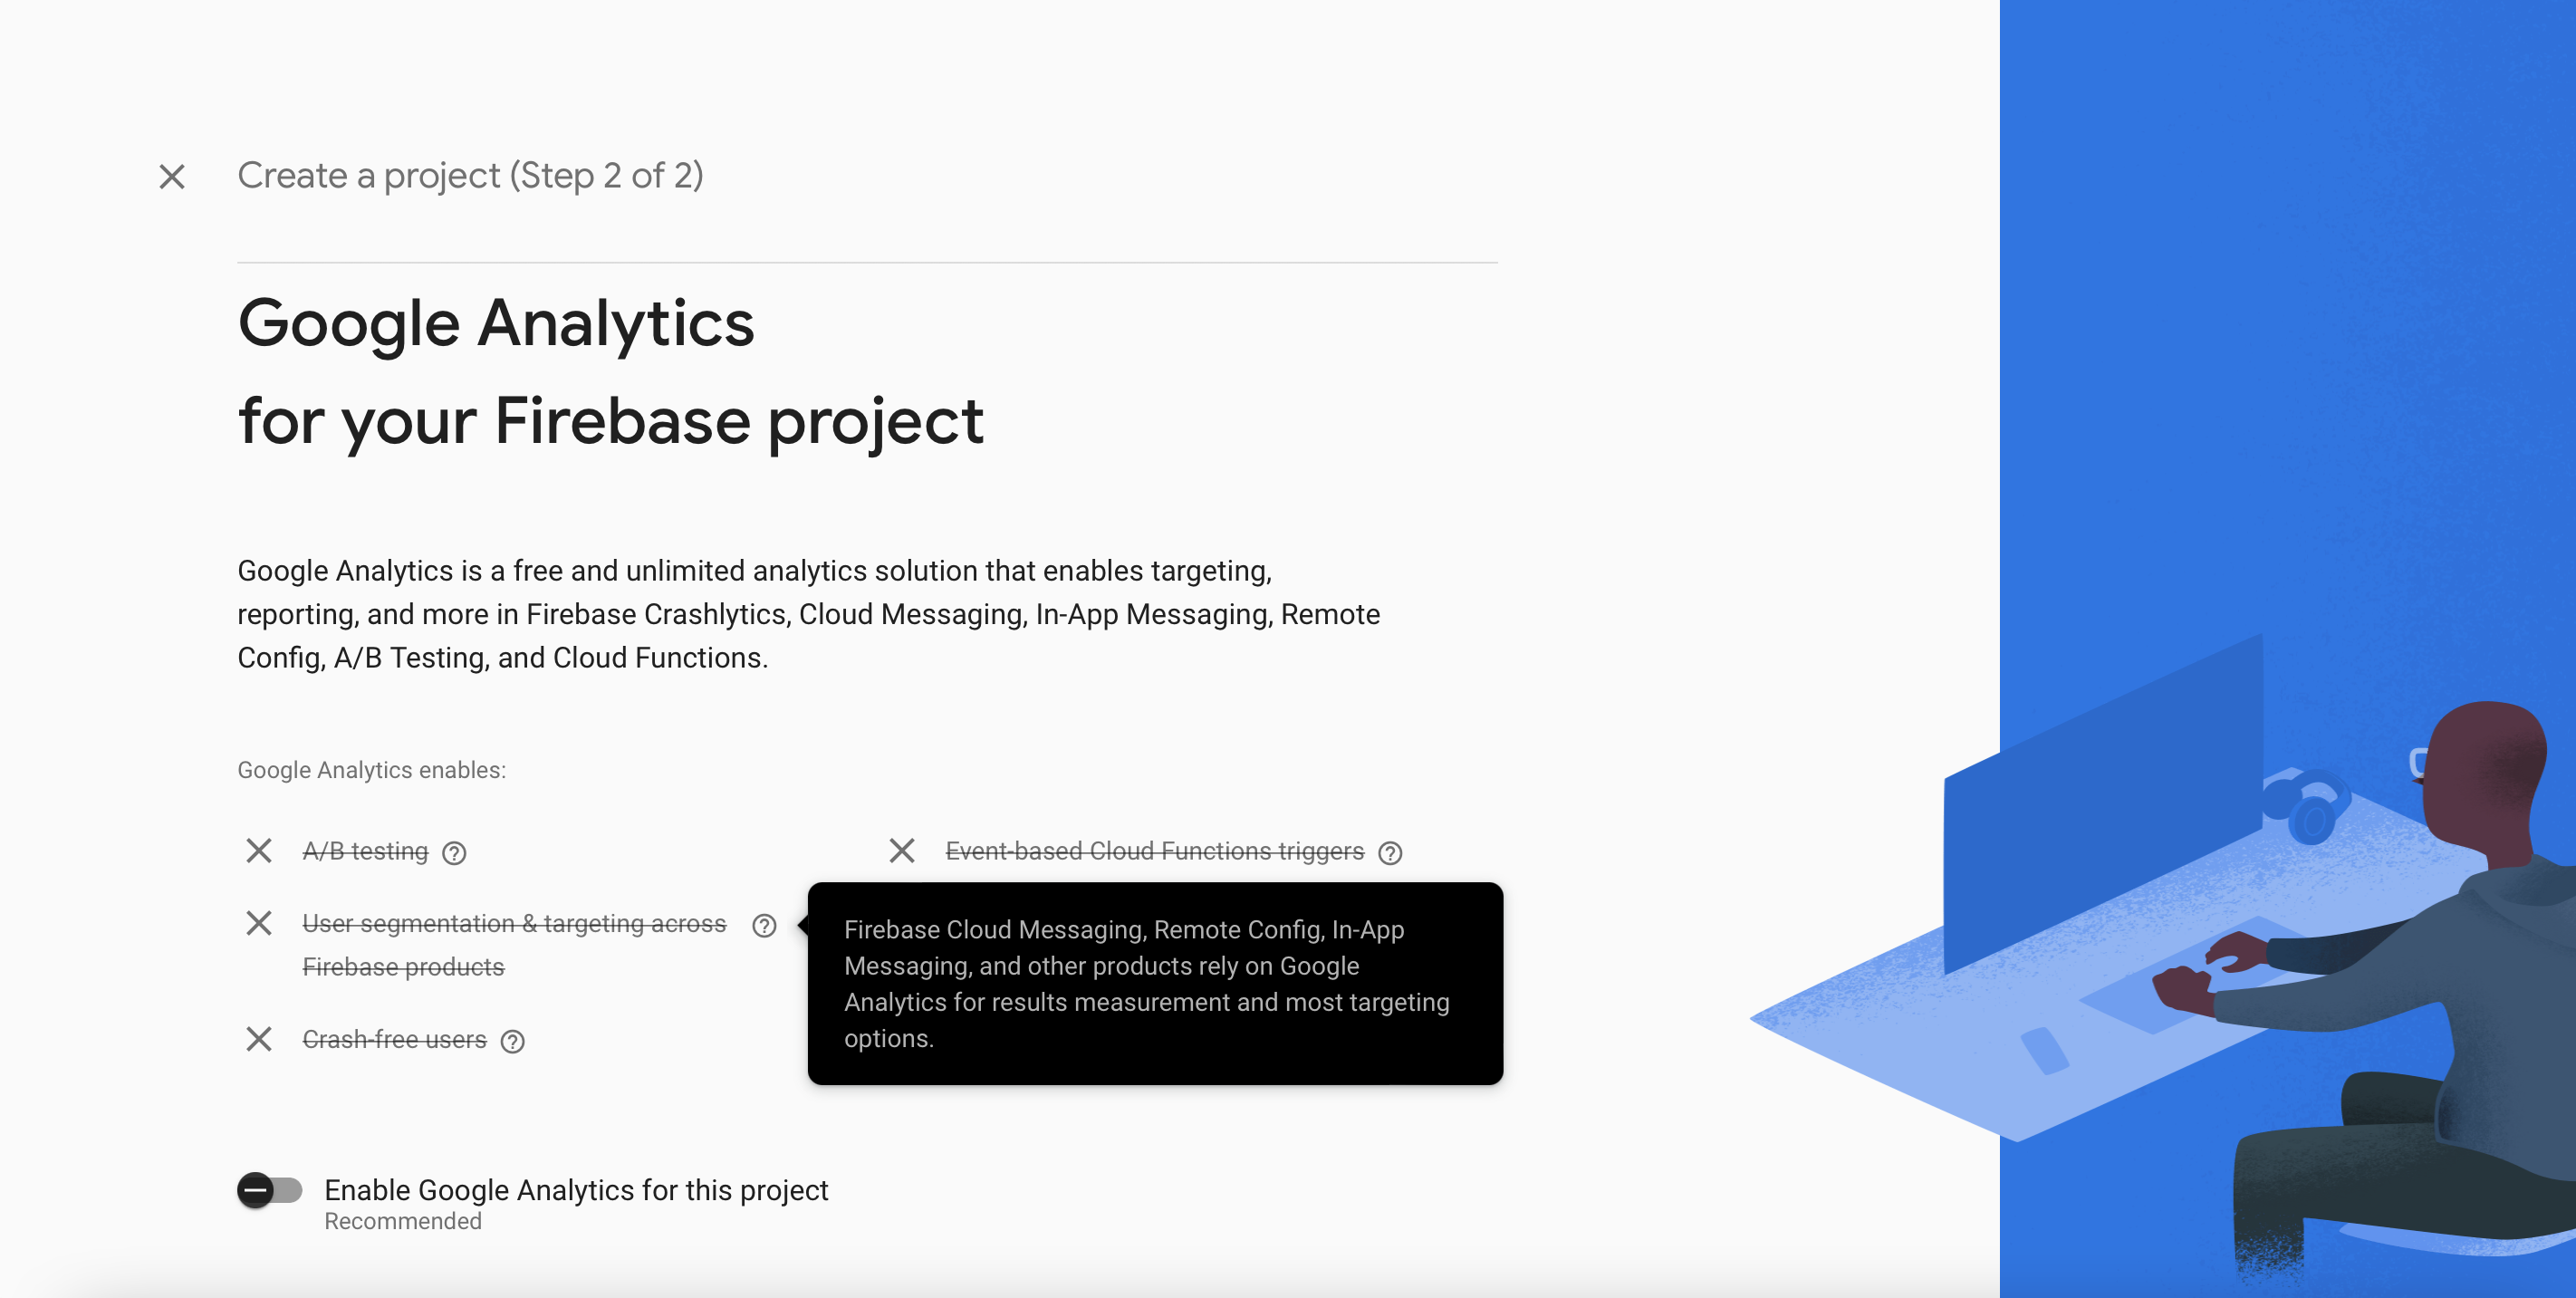 Create a project (Step 2 of 2)
Google Analytics
for your Firebase project
Google Analytics is a free and unlimited analytics solution that enables targeting,
reporting, and more in Firebase Crashlytics, Cloud Messaging, In-App Messaging, Remote
Config, A/B Testing, and Cloud Functions.
Google Analytics enables:
A/B testing
Event-based Cloud Functions triggers
User segmentation & targeting across
Firebase products
Firebase Cloud Messaging, Remote Config, In-App
Messaging, and other products rely on Google
Analytics for results measurement and most targeting
options.
Crash-free users
Enable Google Analytics for this project
Recommended